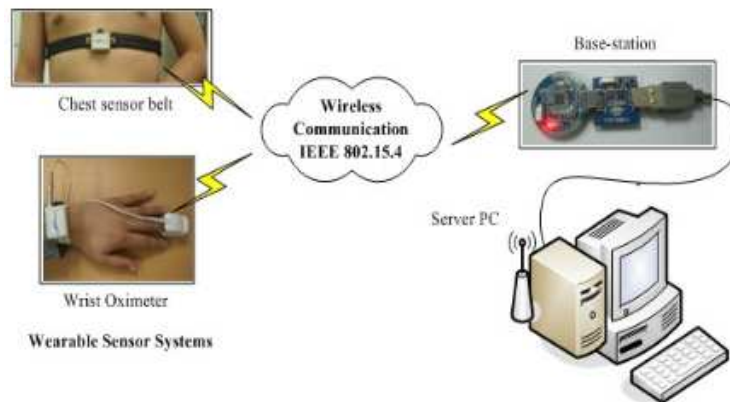 Base-station
Chest sensor belt
Wireless
Communication
IEEE 802.15.4
Server PC
Wrist Oximeter
Wearable Sensor Systems